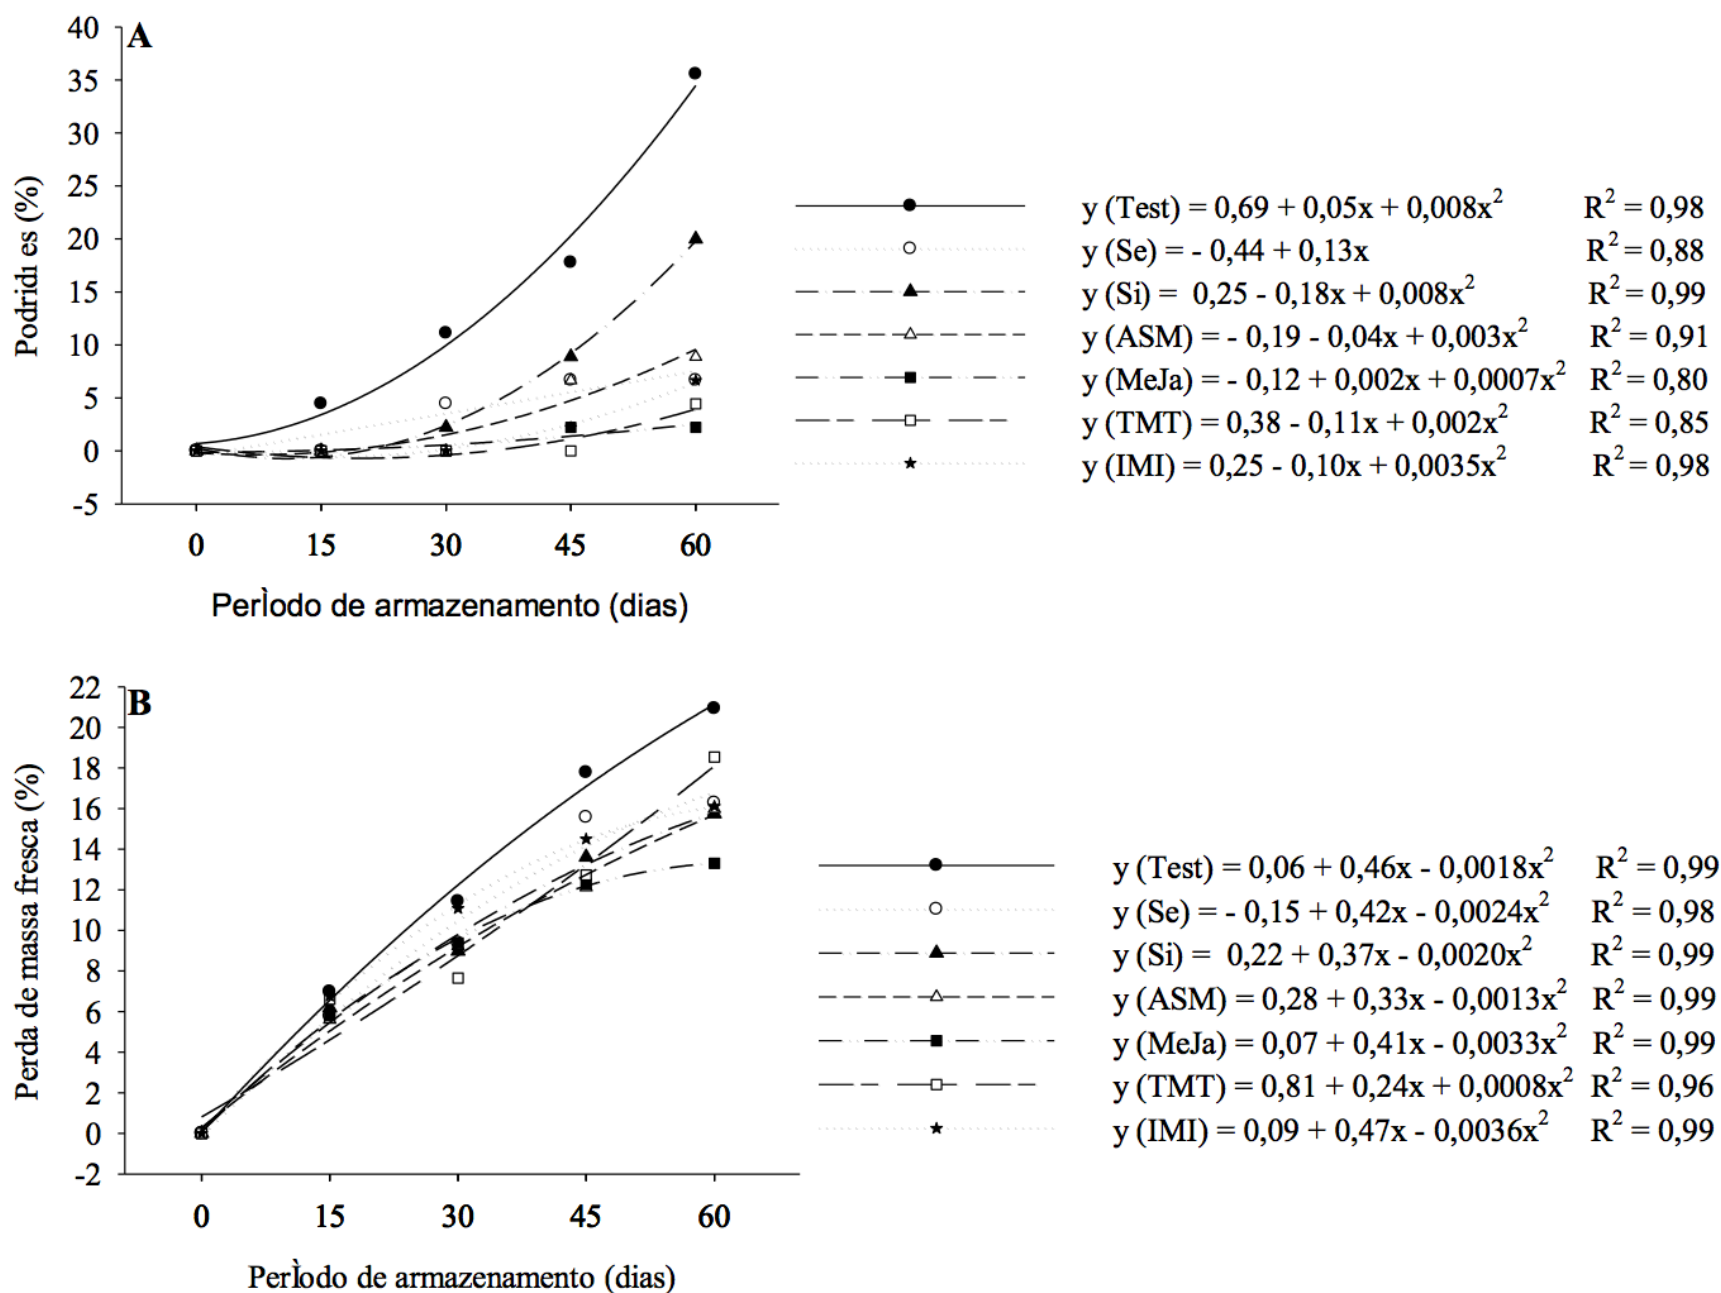 A
40
35
30
25
20
15
10
5
0
-5
Podridı es (%)
0 15 30 45 60
PerÌodo de armazenamento (dias)
y (Test) = 0,69 + 0,05x + 0,008x² R² = 0,98
y (Se) = - 0,44 + 0,13x R² = 0,88
y (Si) = 0,25 - 0,18x + 0,008x² R² = 0,99
y (ASM) = - 0,19 - 0,04x + 0,003x² R² = 0,91
y (MeJa) = - 0,12 + 0,002x + 0,0007x² R² = 0,80
y (TMT) = 0,38 - 0,11x + 0,002x² R² = 0,85
y (IMI) = 0,25 - 0,10x + 0,0035x² R² = 0,98
B
22
20
18
16
14
12
10
8
6
4
2
0
-2
Perda de massa fresca (%)
0 15 30 45 60
PerÌodo de armazenamento (dias)
y (Test) = 0,06 + 0,46x - 0,0018x² R² = 0,99
y (Se) = - 0,15 + 0,42x - 0,0024x² R² = 0,98
y (Si) = 0,22 + 0,37x - 0,0020x² R² = 0,99
y (ASM) = 0,28 + 0,33x - 0,0013x² R² = 0,99
y (MeJa) = 0,07 + 0,41x - 0,0033x² R² = 0,99
y (TMT) = 0,81 + 0,24x + 0,0008x² R² = 0,96
y (IMI) = 0,09 + 0,47x - 0,0036x² R² = 0,99